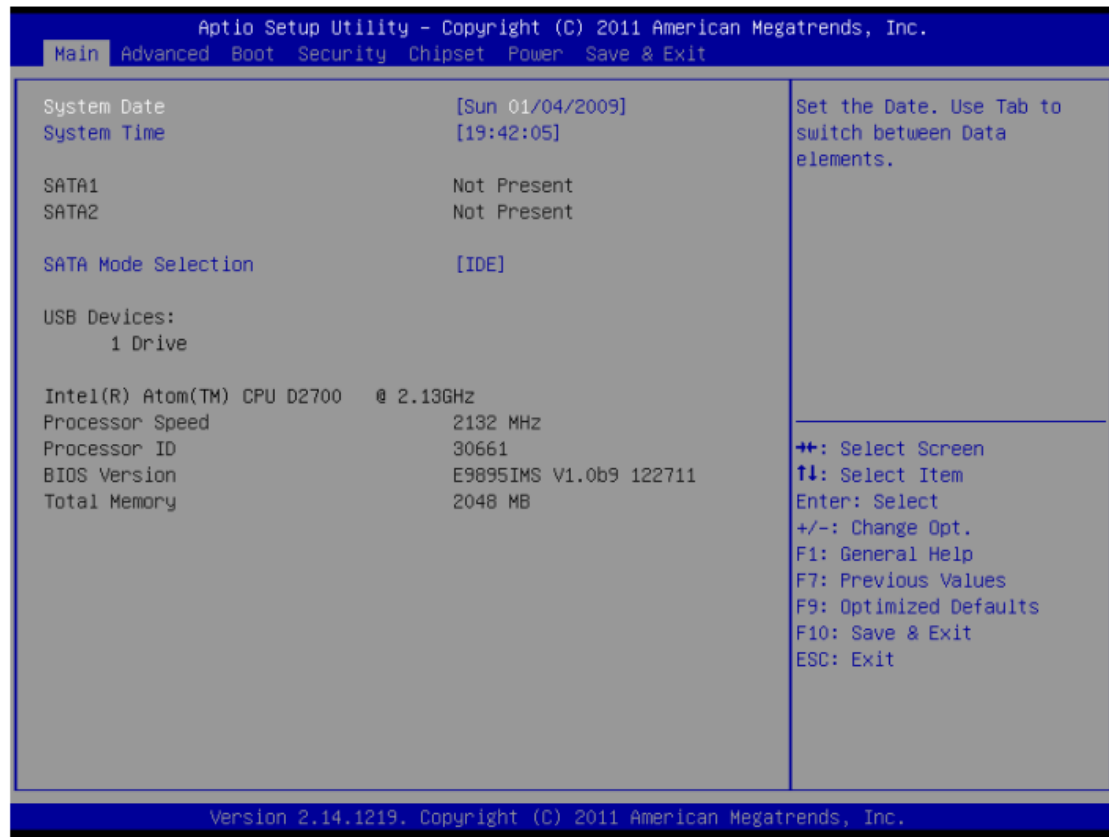 Aptio Setup Utility – Copyright (C) 2011 American Megatrends, Inc.
Main Advanced Boot Security Chipset Power Save & Exit
System Date [Sun 01/04/2009]
System Time [19:42:05]
SATA1 Not Present
SATA2 Not Present
SATA Mode Selection [IDE]
USB Devices:
1 Drive
Intel(R) Atom(TM) CPU D2700 @ 2.13GHz
Processor Speed 2132 MHz
Processor ID 30661
BIOS Version E9895IMS V1.0b9 122711
Total Memory 2048 MB
Set the Date. Use Tab to
switch between Data
elements.
→←: Select Screen
↑↓: Select Item
Enter: Select
+/-: Change Opt.
F1: General Help
F7: Previous Values
F9: Optimized Defaults
F10: Save & Exit
ESC: Exit
Version 2.14.1219. Copyright (C) 2011 American Megatrends, Inc.